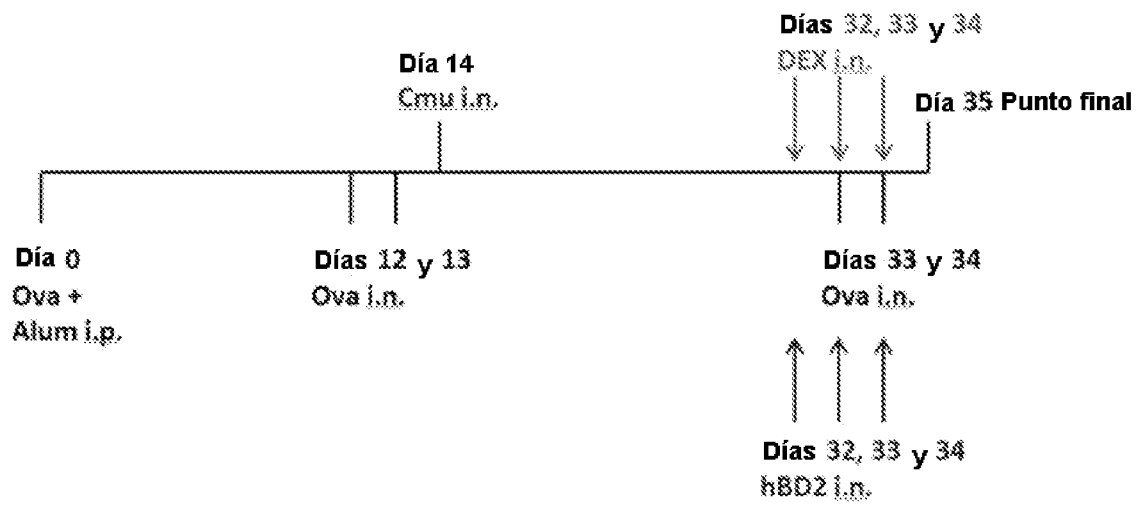 Días 32, 33 y 34
DEX i.n.
Día 14
Cmu i.n.
Día 35 Punto final
Día 0
Ova +
Alum i.p.
Días 12 y 13
Ova i.n.
Días 33 y 34
Ova i.n.
Días 32, 33 y 34
hBD2 i.n.